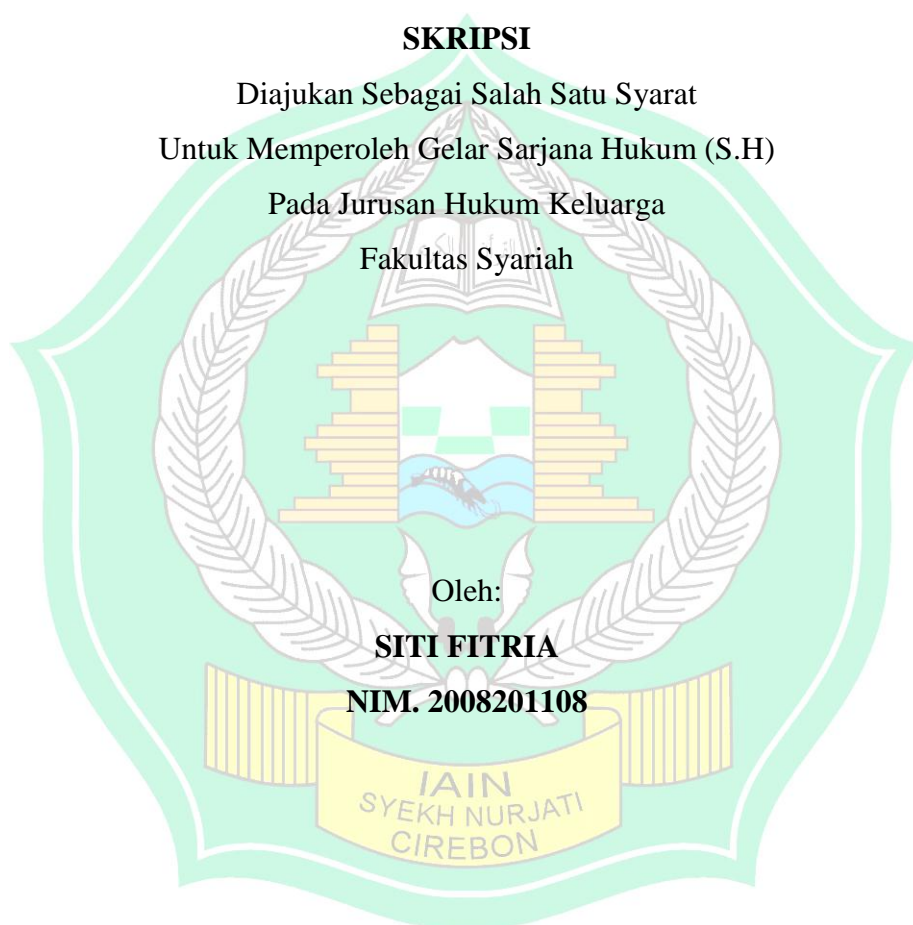 SKRIPSI
Diajukan Sebagai Salah Satu Syarat
Untuk Memperoleh Gelar Sarjana Hukum (S.H)
Pada Jurusan Hukum Keluarga
Fakultas Syariah
Oleh:
SITI FITRIA
NIM. 2008201108
IAIN
SYEKH NURJATI
CIREBON